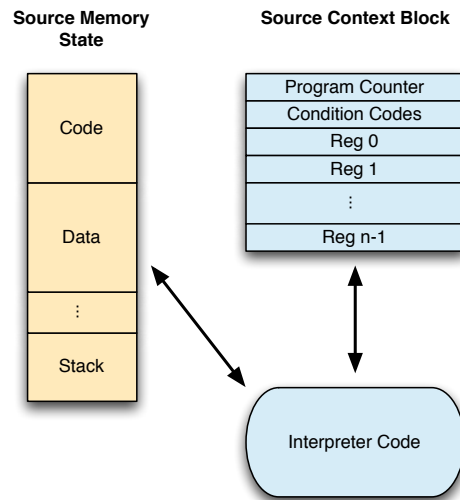 Source Memory
State
Code
Data
⋮
Stack
Source Context Block
Program Counter
Condition Codes
Reg 0
Reg 1
⋮
Reg n-1
Interpreter Code